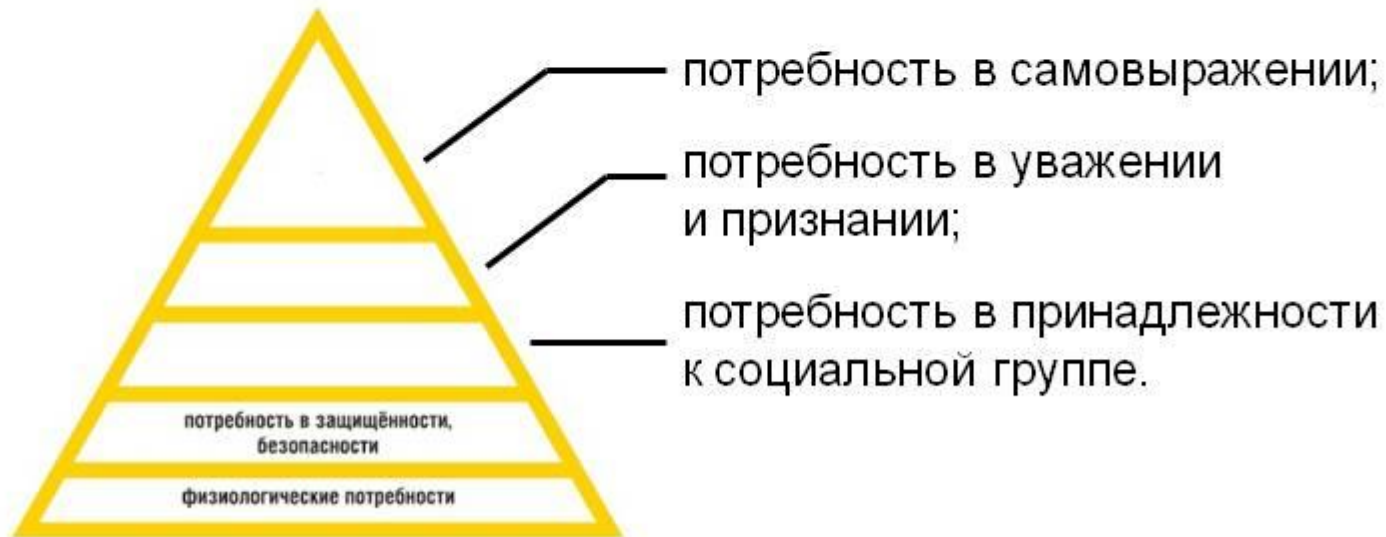 потребность в самовыражении;
потребность в уважении
и признании;
потребность в принадлежности
к социальной группе.
потребность в защищённости,
безопасности
физиологические потребности